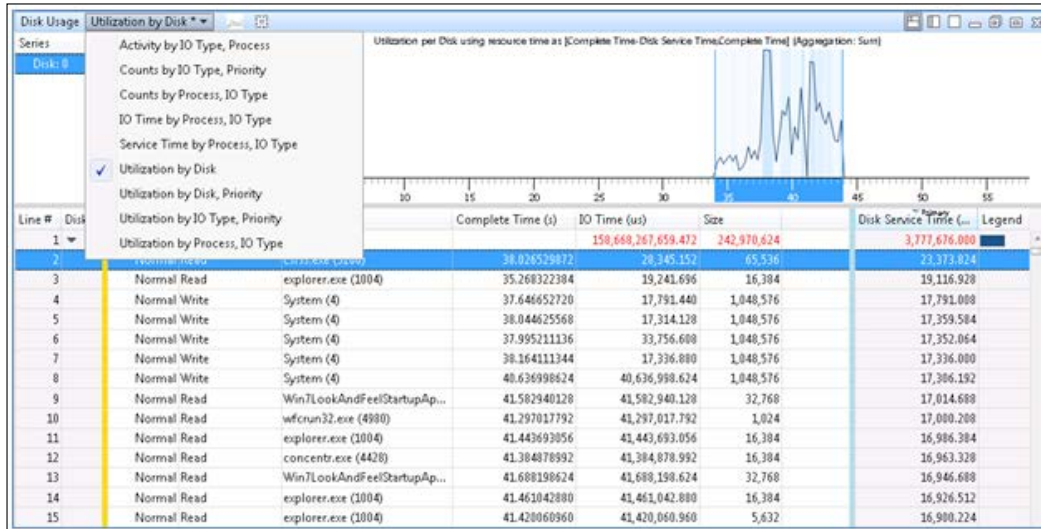 Disk Usage Utilization by Disk *
Series Utilization per Disk using resource time as [Complete Time-Disk Service Time,Complete Time] (Aggregation: Sum)
Disk: 0
Activity by IO Type, Process
Counts by IO Type, Priority
Counts by Process, IO Type
IO Time by Process, IO Type
Service Time by Process, IO Type
Utilization by Disk
Utilization by Disk, Priority
Utilization by IO Type, Priority
Utilization by Process, IO Type
10 15 20 25 30 35 40 45 50 55
Line # Disk Complete Time (s) IO Time (us) Size Disk Service Time (... Legend
1 158,668,267,659.472 242,970,624 3,777,676.000
2 Normal Read 38.026529872 28,345.152 65,536 23,373.824
3 Normal Read explorer.exe (1004) 35.268322384 19,241.696 16,384 19,116.928
4 Normal Write System (4) 37.646652720 17,791.440 1,048,576 17,791.008
5 Normal Write System (4) 38.044625568 17,314.128 1,048,576 17,359.584
6 Normal Write System (4) 37.995211136 33,756.608 1,048,576 17,352.064
7 Normal Write System (4) 38.164111344 17,336.880 1,048,576 17,336.000
8 Normal Write System (4) 40.636998624 40,636,998.624 1,048,576 17,306.192
9 Normal Read Win7LookAndFeelStartupAp... 41.582940128 41,582,940.128 32,768 17,014.688
10 Normal Read wfcrun32.exe (4980) 41.297017792 41,297,017.792 1,024 17,000.208
11 Normal Read explorer.exe (1004) 41.443693056 41,443,693.056 16,384 16,986.384
12 Normal Read concentr.exe (4428) 41.384878992 41,384,878.992 16,384 16,963.328
13 Normal Read Win7LookAndFeelStartupAp... 41.688198624 41,688,198.624 32,768 16,946.688
14 Normal Read explorer.exe (1004) 41.461042880 41,461,042.880 16,384 16,926.512
15 Normal Read explorer.exe (1004) 41.420060960 41,420,060.960 5,632 16,900.224